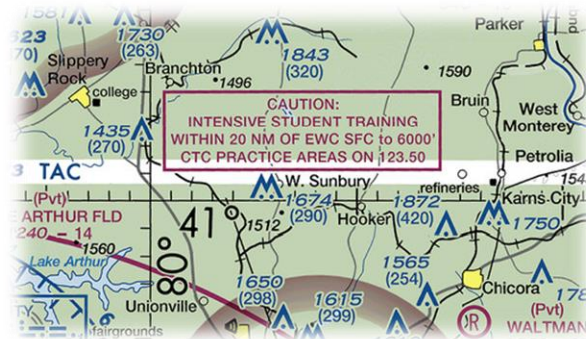 1581
1730
(263)
Parker
Slippery
Rock
college
Branchton
1496
1843
(320)
1590
Bruin
West
Monterey
1435
(270)
CAUTION:
INTENSIVE STUDENT TRAINING
WITHIN 20 NM OF EWC SFC to 6000'
CTC PRACTICE AREAS ON 123.50
Petrolia
TAC
W. Sunbury
refineries
Karns City
(Pvt)
ARTHUR FLD
240 – 14
1560
41
1512
1674
(290)
Hooker
1872
(420)
1750
Lake Arthur
80°
1650
(298)
1565
(254)
Chicora
Unionville
1615
(299)
fairgrounds
R
(Pvt)
WALTMAN